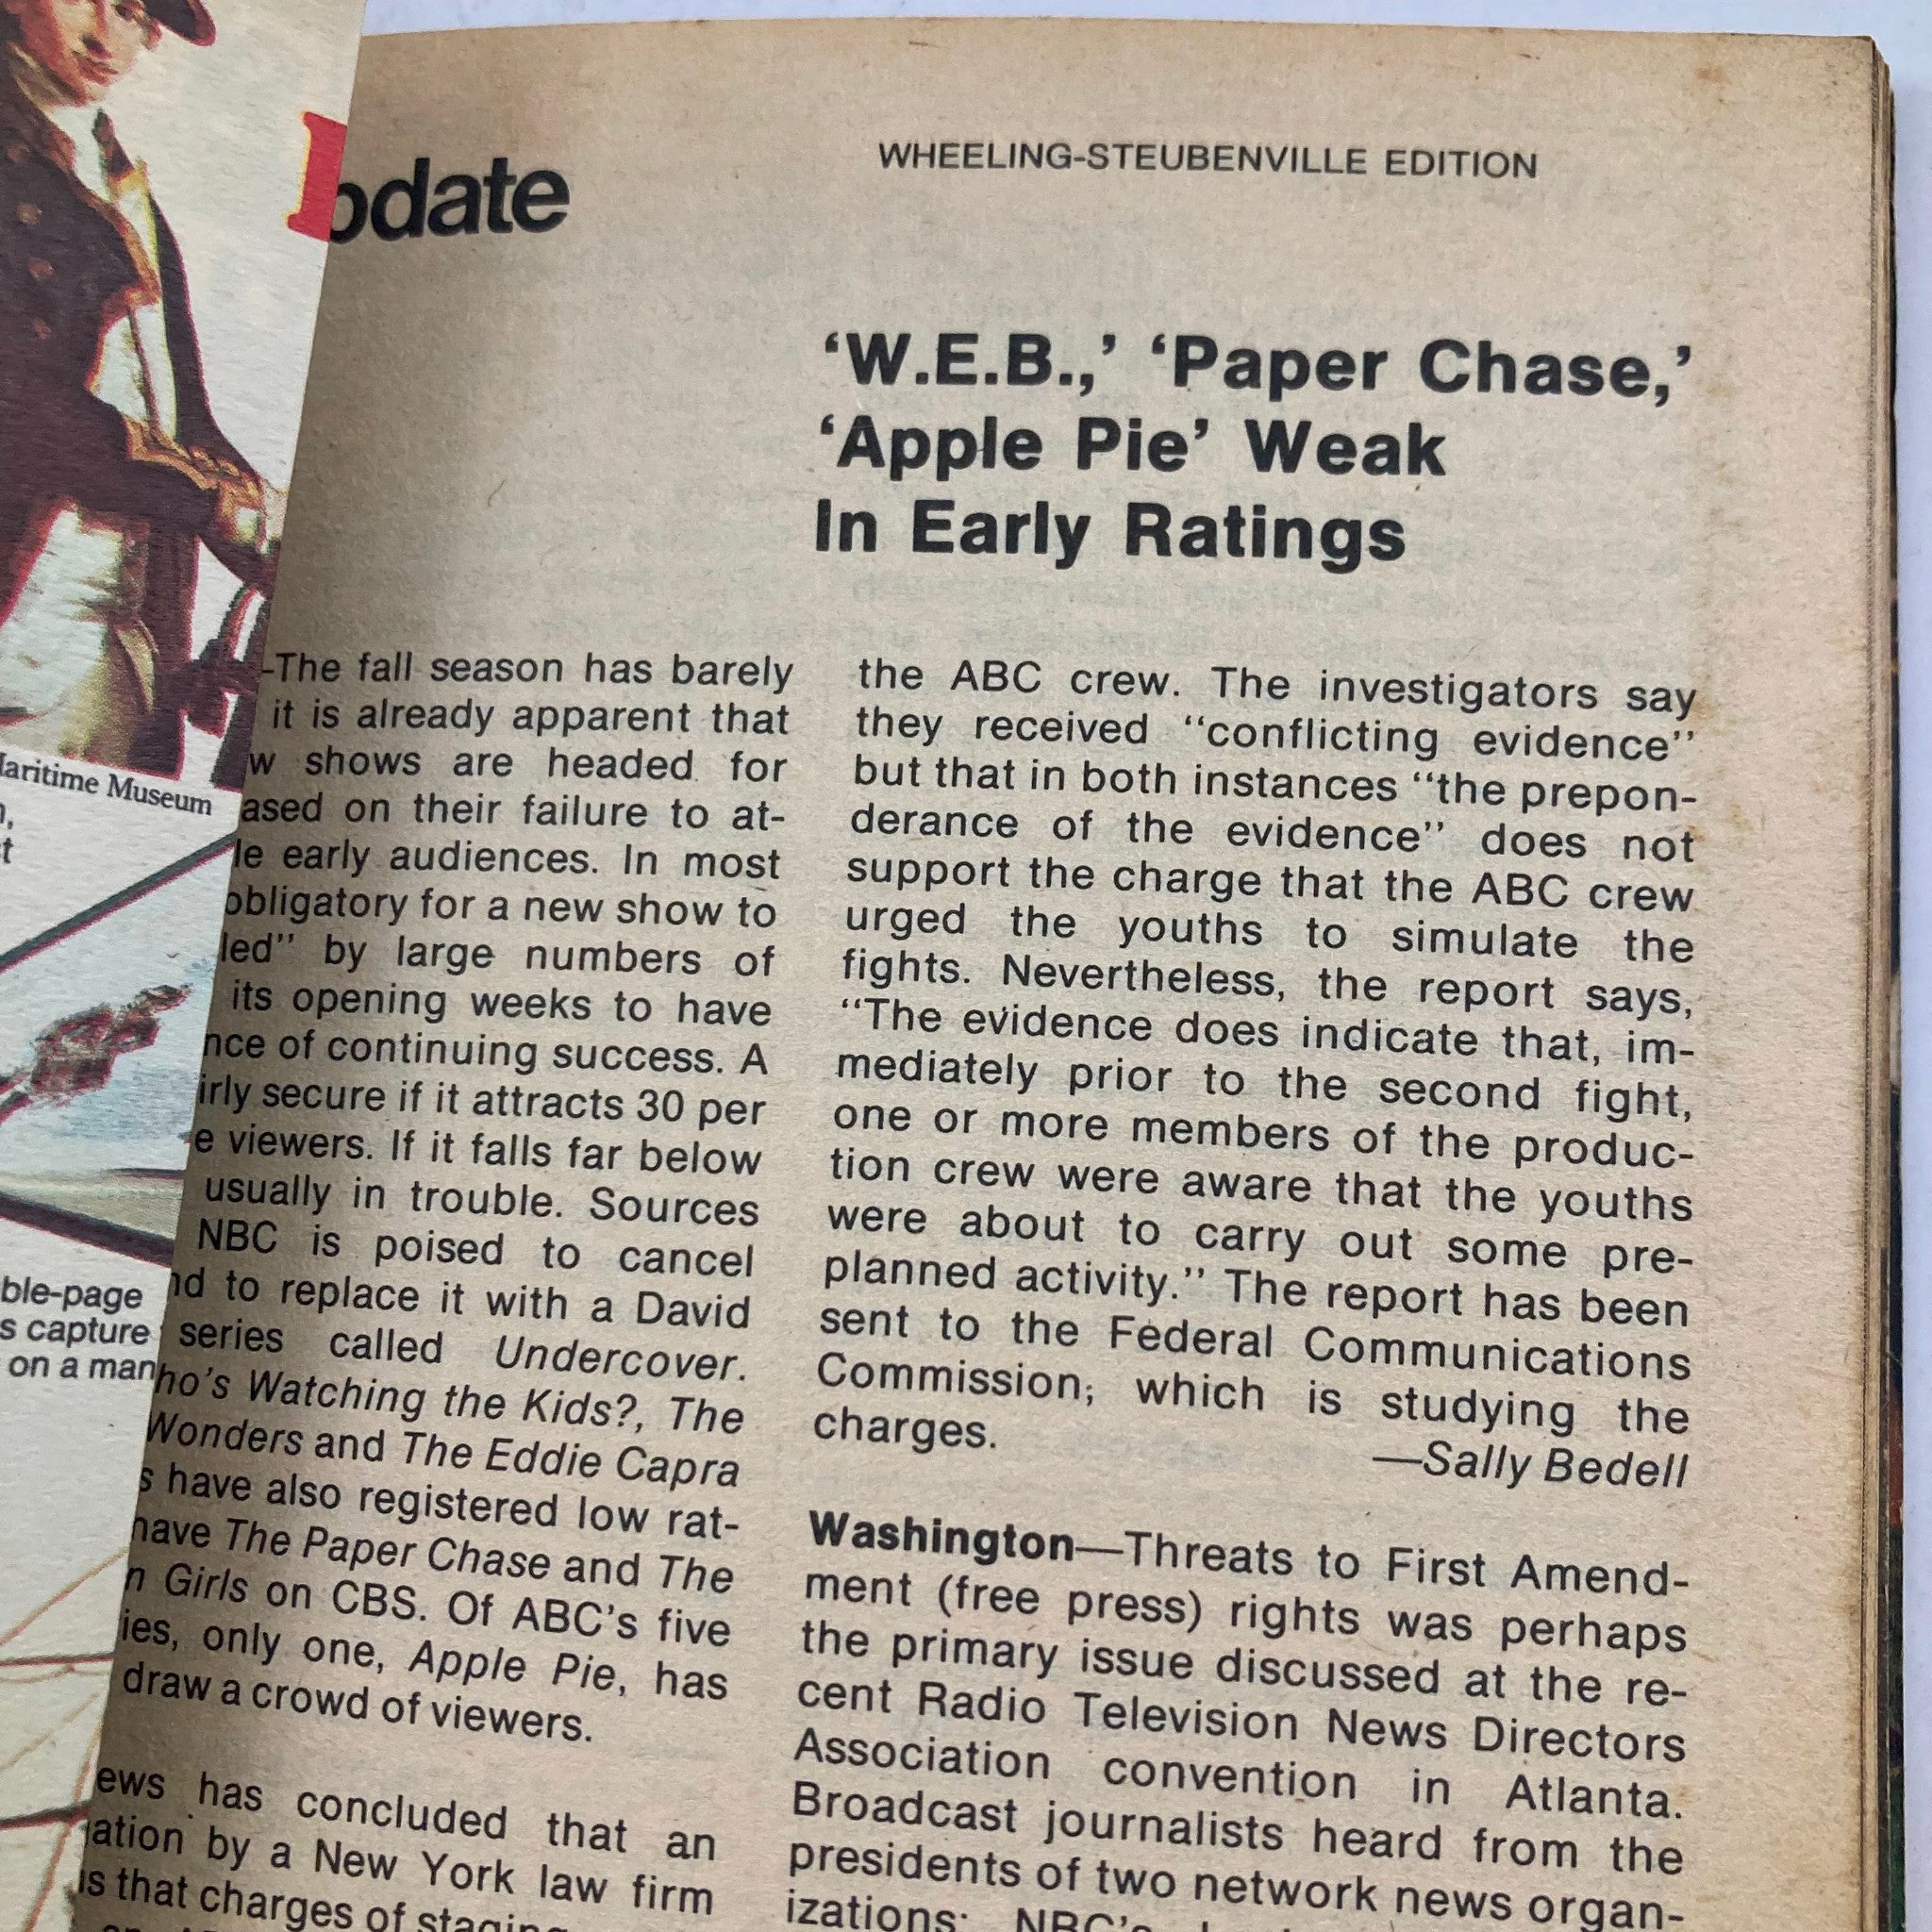 WHEELING-STEUBENVILLE EDITION
pdate
'W.E.B.,' 'Paper Chase,'
'Apple Pie' Weak
In Early Ratings
—The fall season has barely
it is already apparent that
w shows are headed for
ased on their failure to at-
le early audiences. In most
obligatory for a new show to
led" by large numbers of
its opening weeks to have
nce of continuing success. A
irly secure if it attracts 30 per
e viewers. If it falls far below
usually in trouble. Sources
NBC is poised to cancel
nd to replace it with a David
series called Undercover.
ho's Watching the Kids?, The
Wonders and The Eddie Capra
s have also registered low rat-
have The Paper Chase and The
n Girls on CBS. Of ABC's five
ies, only one, Apple Pie, has
draw a crowd of viewers.
ews has concluded that an
ation by a New York law firm
is that charges of staging
the ABC crew. The investigators say
they received "conflicting evidence"
but that in both instances "the prepon-
derance of the evidence" does not
support the charge that the ABC crew
urged the youths to simulate the
fights. Nevertheless, the report says,
"The evidence does indicate that, im-
mediately prior to the second fight,
one or more members of the produc-
tion crew were aware that the youths
were about to carry out some pre-
planned activity." The report has been
sent to the Federal Communications
Commission, which is studying the
charges.
—Sally Bedell
Washington—Threats to First Amend-
ment (free press) rights was perhaps
the primary issue discussed at the re-
cent Radio Television News Directors
Association convention in Atlanta.
Broadcast journalists heard from the
presidents of two network news organ-
izations: NBC's
Maritime Museum
n,
t
ble-page
s capture
on a man